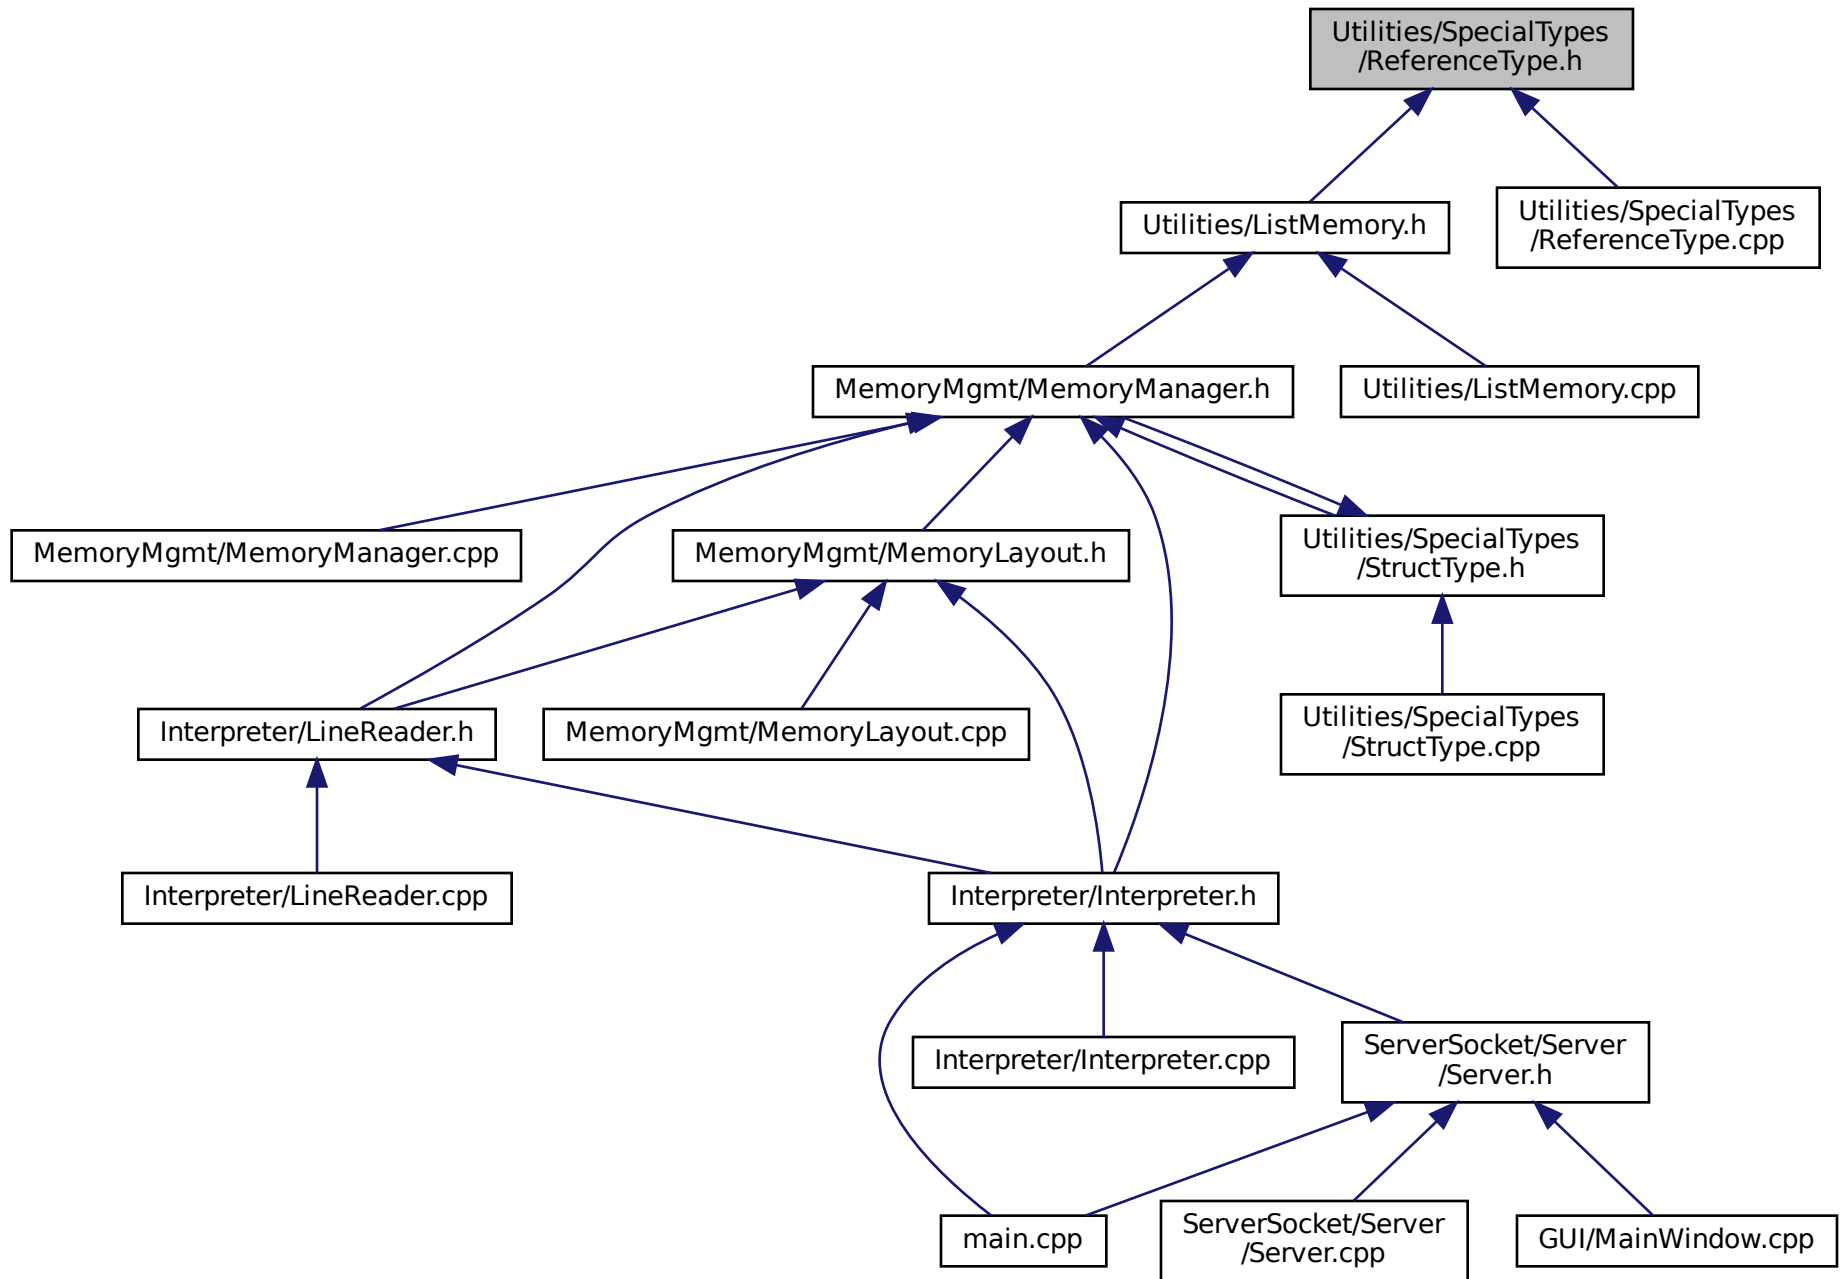 Utilities/SpecialTypes
/ReferenceType.h
Utilities/ListMemory.h
Utilities/SpecialTypes
/ReferenceType.cpp
MemoryMgmt/MemoryManager.h
Utilities/ListMemory.cpp
MemoryMgmt/MemoryManager.cpp
MemoryMgmt/MemoryLayout.h
Utilities/SpecialTypes
/StructType.h
Interpreter/LineReader.h
MemoryMgmt/MemoryLayout.cpp
Utilities/SpecialTypes
/StructType.cpp
Interpreter/LineReader.cpp
Interpreter/Interpreter.h
Interpreter/Interpreter.cpp
ServerSocket/Server
/Server.h
main.cpp
ServerSocket/Server
/Server.cpp
GUI/MainWindow.cpp